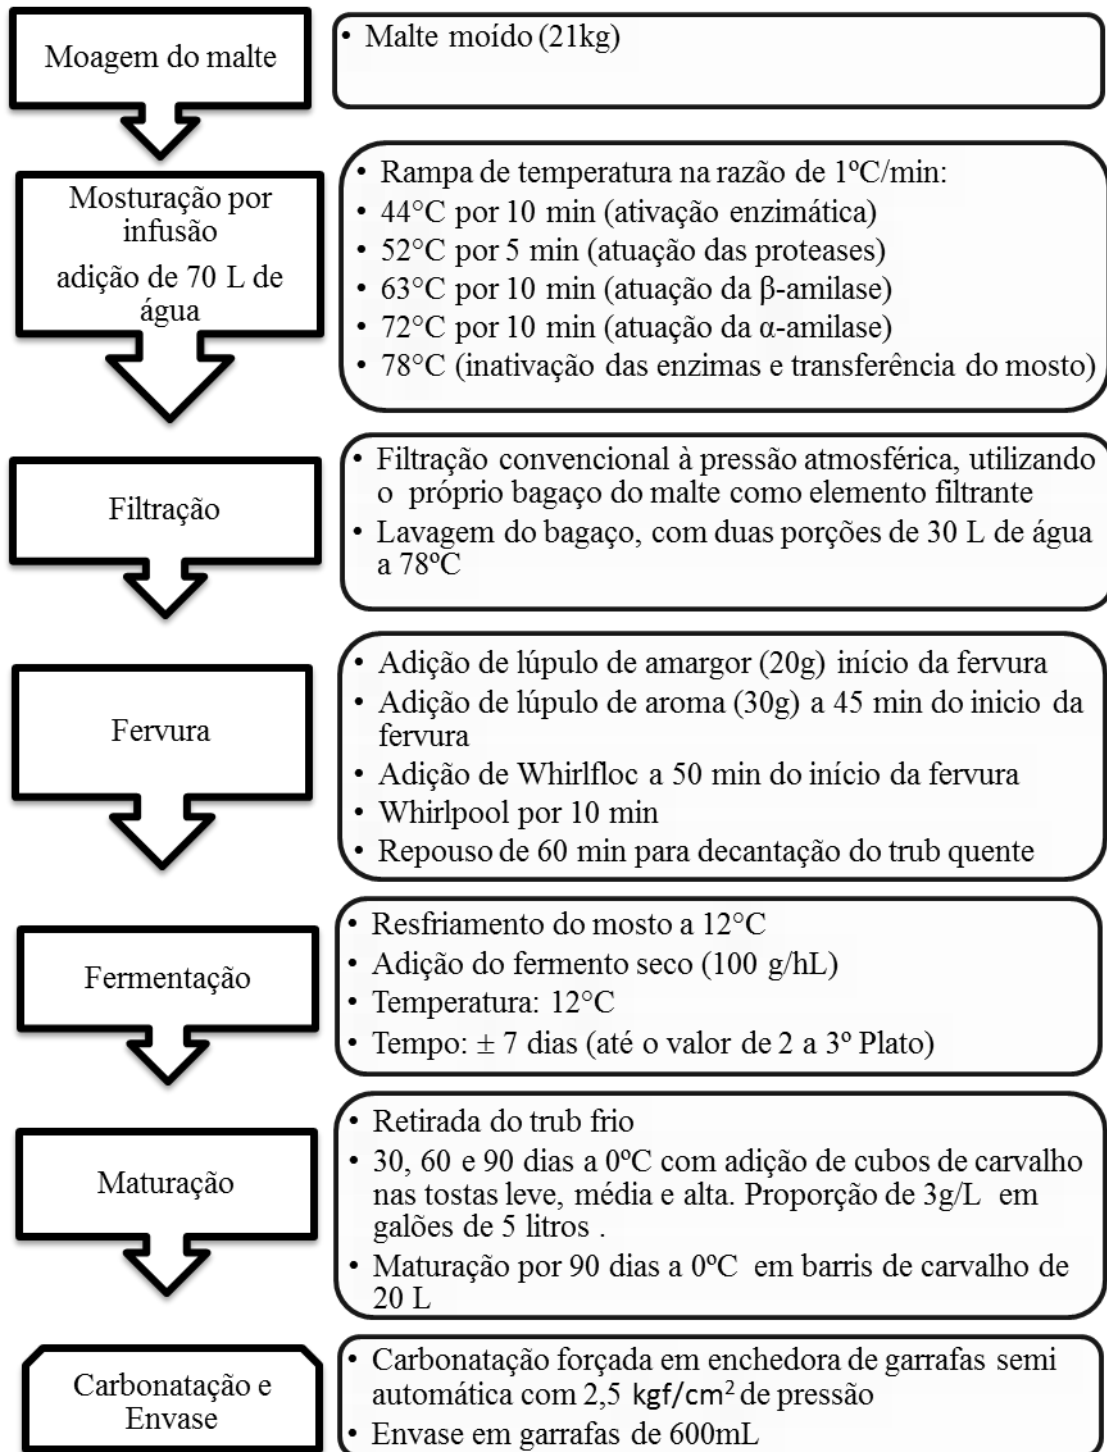 Moagem do malte
• Malte moído (21kg)
Mosturação por
infusão
adição de 70 L de
água
• Rampa de temperatura na razão de 1ºC/min:
• 44°C por 10 min (ativação enzimática)
• 52°C por 5 min (atuação das proteases)
• 63°C por 10 min (atuação da β-amilase)
• 72°C por 10 min (atuação da α-amilase)
• 78°C (inativação das enzimas e transferência do mosto)
Filtração
• Filtração convencional à pressão atmosférica, utilizando
o próprio bagaço do malte como elemento filtrante
• Lavagem do bagaço, com duas porções de 30 L de água
a 78ºC
Fervura
• Adição de lúpulo de amargor (20g) início da fervura
• Adição de lúpulo de aroma (30g) a 45 min do inicio da
fervura
• Adição de Whirlfloc a 50 min do início da fervura
• Whirlpool por 10 min
• Repouso de 60 min para decantação do trub quente
Fermentação
• Resfriamento do mosto a 12°C
• Adição do fermento seco (100 g/hL)
• Temperatura: 12°C
• Tempo: ± 7 dias (até o valor de 2 a 3º Plato)
Maturação
• Retirada do trub frio
• 30, 60 e 90 dias a 0ºC com adição de cubos de carvalho
nas tostas leve, média e alta. Proporção de 3g/L em
galões de 5 litros .
• Maturação por 90 dias a 0ºC em barris de carvalho de
20 L
Carbonatação e
Envase
• Carbonatação forçada em enchedora de garrafas semi
automática com 2,5 kgf/cm² de pressão
• Envase em garrafas de 600mL